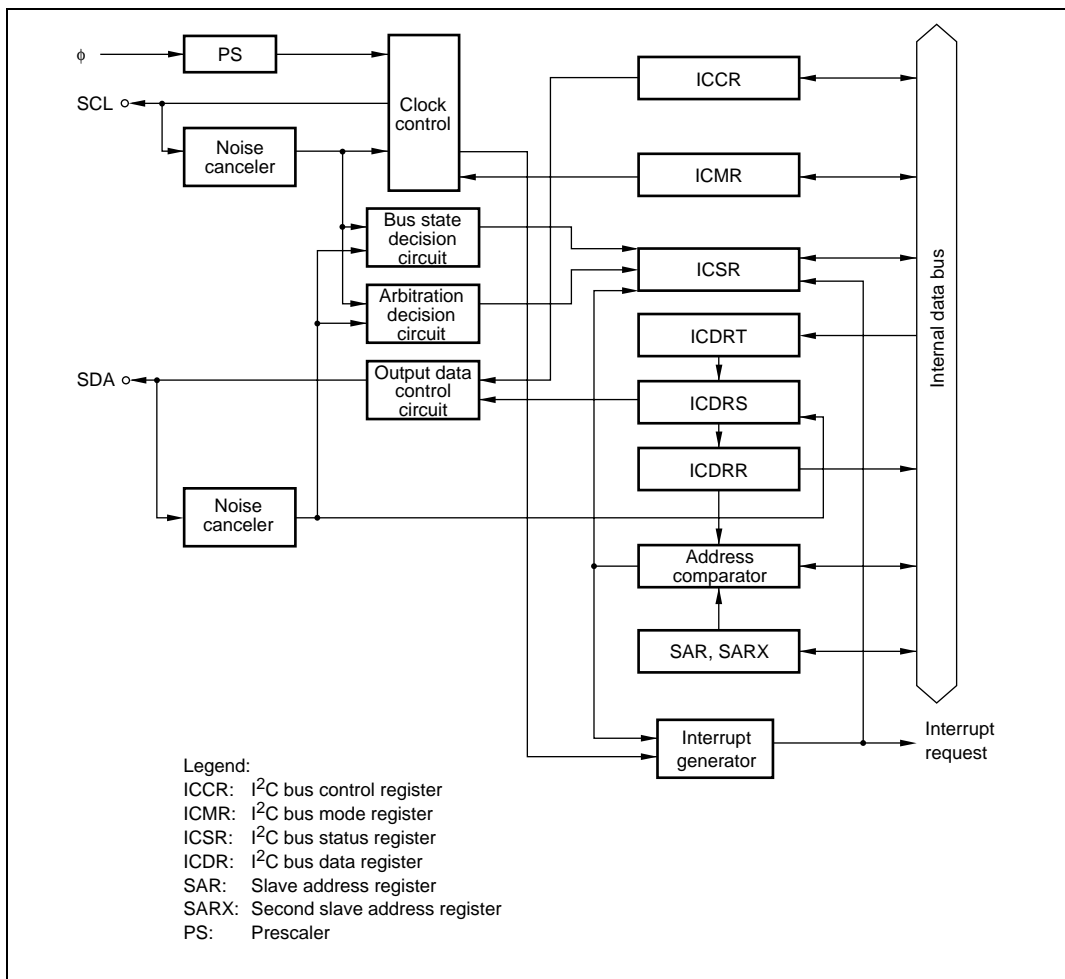 ϕ
PS
SCL
Clock
control
Noise
canceler
Bus state
decision
circuit
Arbitration
decision
circuit
SDA
Output data
control
circuit
Noise
canceler
ICCR
ICMR
ICSR
ICDRT
ICDRS
ICDRR
Address
comparator
SAR, SARX
Interrupt
generator
Internal data bus
Interrupt
request
Legend:
ICCR: I²C bus control register
ICMR: I²C bus mode register
ICSR: I²C bus status register
ICDR: I²C bus data register
SAR: Slave address register
SARX: Second slave address register
PS: Prescaler